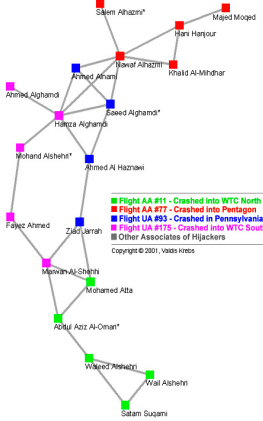 Salem Alhazmi*
Majed Moqed
Hani Hanjour
Nawaf Alhazmi
Khalid Al-Mihdhar
Ahmed Alnami
Ahmed Alghamdi
Saeed Alghamdi*
Hamza Alghamdi
Mohand Alshehri*
Ahmed Al Haznawi
Flight AA #11 - Crashed into WTC North
Flight AA #77 - Crashed into Pentagon
Flight UA #93 - Crashed in Pennsylvania
Flight UA #175 - Crashed into WTC Sout
Other Associates of Hijackers
Copyright © 2001, Valdis Krebs
Fayez Ahmed
Ziad Jarrah
Marwan Al-Shehhi
Mohamed Atta
Abdul Aziz Al-Omari*
Waleed Alshehri
Wail Alshehri
Satam Suqami